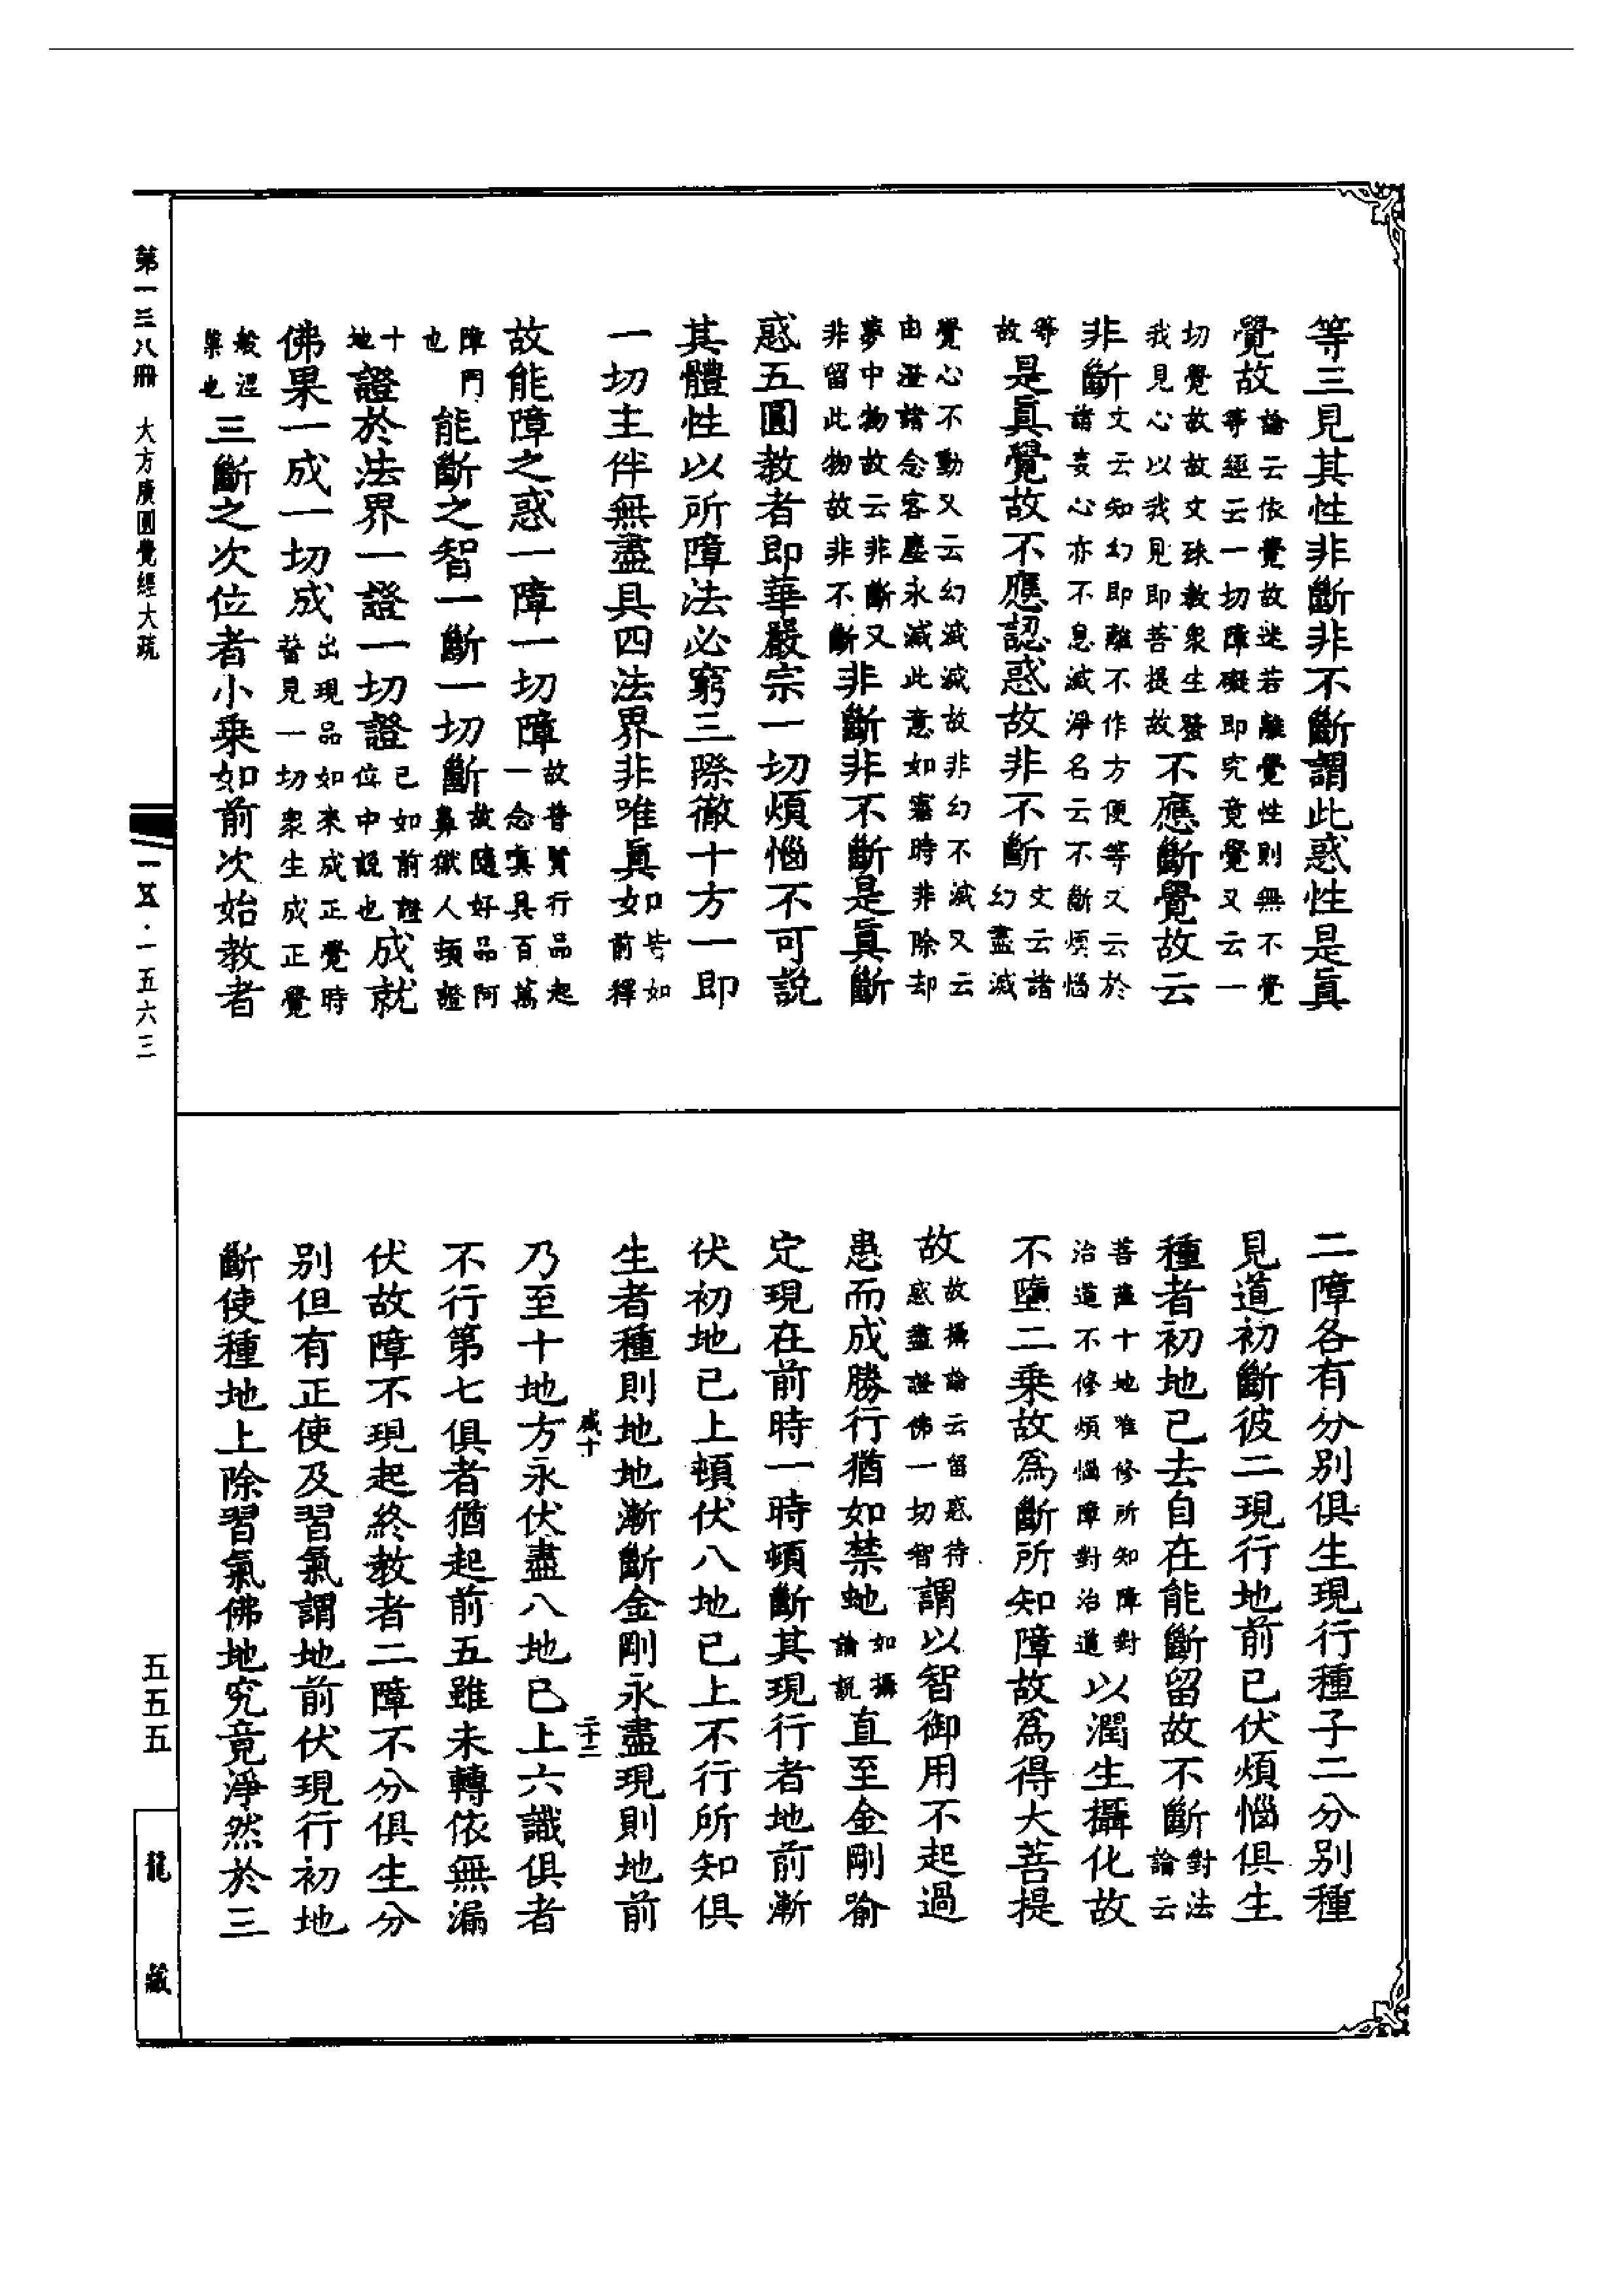 等三見其性非斷非不斷謂此惑性是眞
覺故論云依覺故迷若離覺性則無不覺等經云一切障礙即究竟覺又云一
切覺故故文殊教衆生發我見心以我見即菩提故不應斷覺故云
非斷文云知幻即離不作方便等又云於諸妄心亦不息滅淨名云不斷煩惱
等故是眞覺故不應認惑故非不斷文云諸幻盡滅
覺心不動又云幻滅滅故非幻不滅又云由澄諸念客塵永滅此意如寤時非除却
夢中物故云非斷又非留此物故非不斷非斷非不斷是眞斷
惑五圓教者即華嚴宗一切煩惱不可説
其體性以所障法必窮三際徹十方一即
一切主伴無盡具四法界非唯眞如皆如如前釋
故能障之惑一障一切障故普賢行品起一念嗔具百萬
障門也能斷之智一斷一切斷故隨好品阿鼻獄人頓證
十地證於法界一證一切證已如前證位中説也成就
佛果一成一切成出現品如來成正覺時普見一切衆生成正覺
般涅槃也三斷之次位者小乗如前次始教者
二障各有分别俱生現行種子二分别種
見道初斷彼二現行地前已伏煩惱俱生
種者初地已去自在能斷留故不斷對法論云
菩薩十地唯修所知障對治道不修煩惱障對治道以潤生攝化故
不墮二乗故爲斷所知障故爲得大菩提
故故攝論云留惑待惑盡證佛一切智謂以智御用不起過
患而成勝行猶如禁虵如攝論説直至金剛喻
定現在前時一時頓斷其現行者地前漸
伏初地已上頓伏八地已上不行所知俱
生者種則地地漸斷金剛永盡現則地前
乃至十地方永伏盡八地已上六識俱者
不行第七俱者猶起前五雖未轉依無漏
伏故障不現起終教者二障不分俱生分
别但有正使及習氣謂地前伏現行初地
斷使種地上除習氣佛地究竟淨然於三
第一三八冊
大方廣圓覺經大疏
一五·一五六三
五五五
龍藏